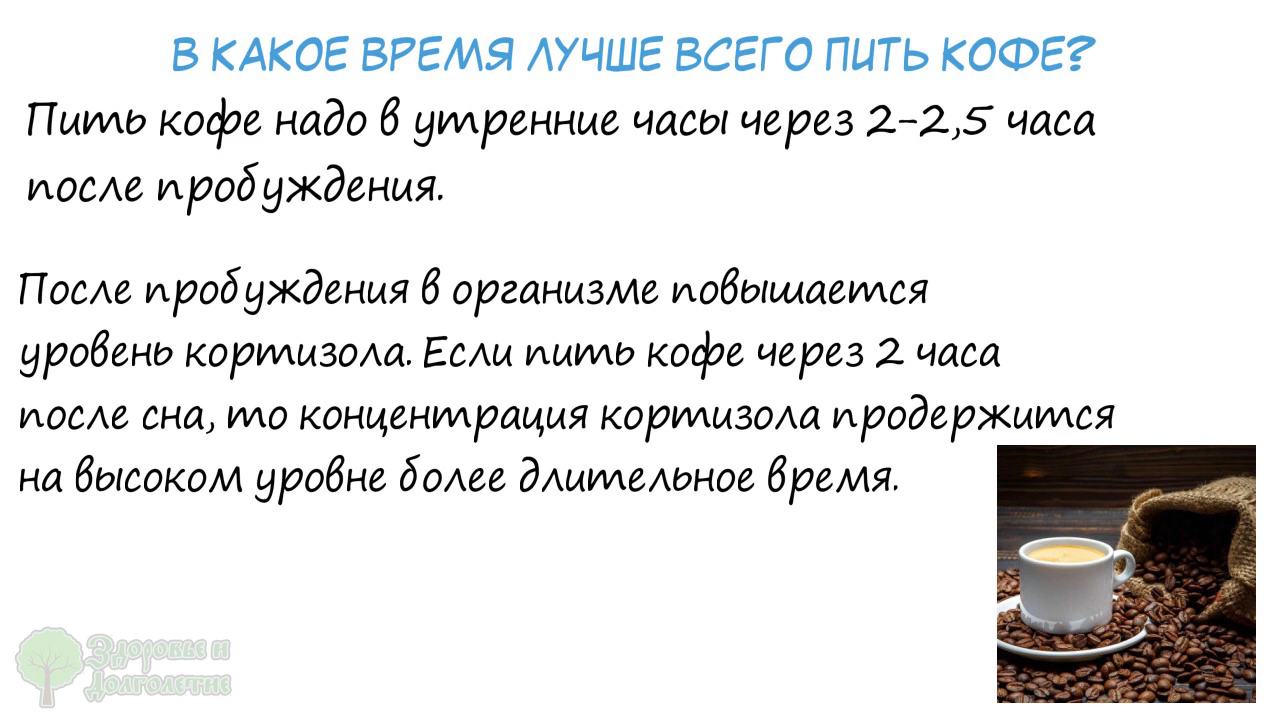 В КАКОЕ ВРЕМЯ ЛУЧШЕ ВСЕГО ПИТЬ КОФЕ?
Пить кофе надо в утренние часы через 2-2,5 часа
после пробуждения.
После пробуждения в организме повышается
уровень кортизола. Если пить кофе через 2 часа
после сна, то концентрация кортизола продержится
на высоком уровне более длительное время.
Здоровье и
Долголетие